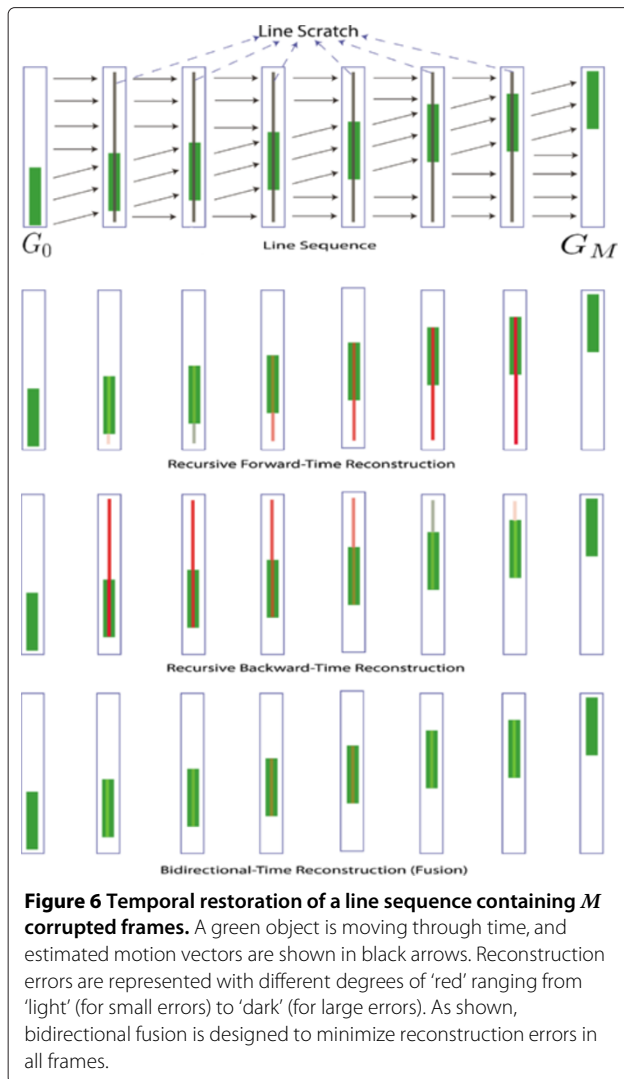 Line Scratch
G₀
Line Sequence
G_M
Recursive Forward-Time Reconstruction
Recursive Backward-Time Reconstruction
Bidirectional-Time Reconstruction (Fusion)
Figure 6 Temporal restoration of a line sequence containing M
corrupted frames. A green object is moving through time, and
estimated motion vectors are shown in black arrows. Reconstruction
errors are represented with different degrees of ‘red’ ranging from
‘light’ (for small errors) to ‘dark’ (for large errors). As shown,
bidirectional fusion is designed to minimize reconstruction errors in
all frames.